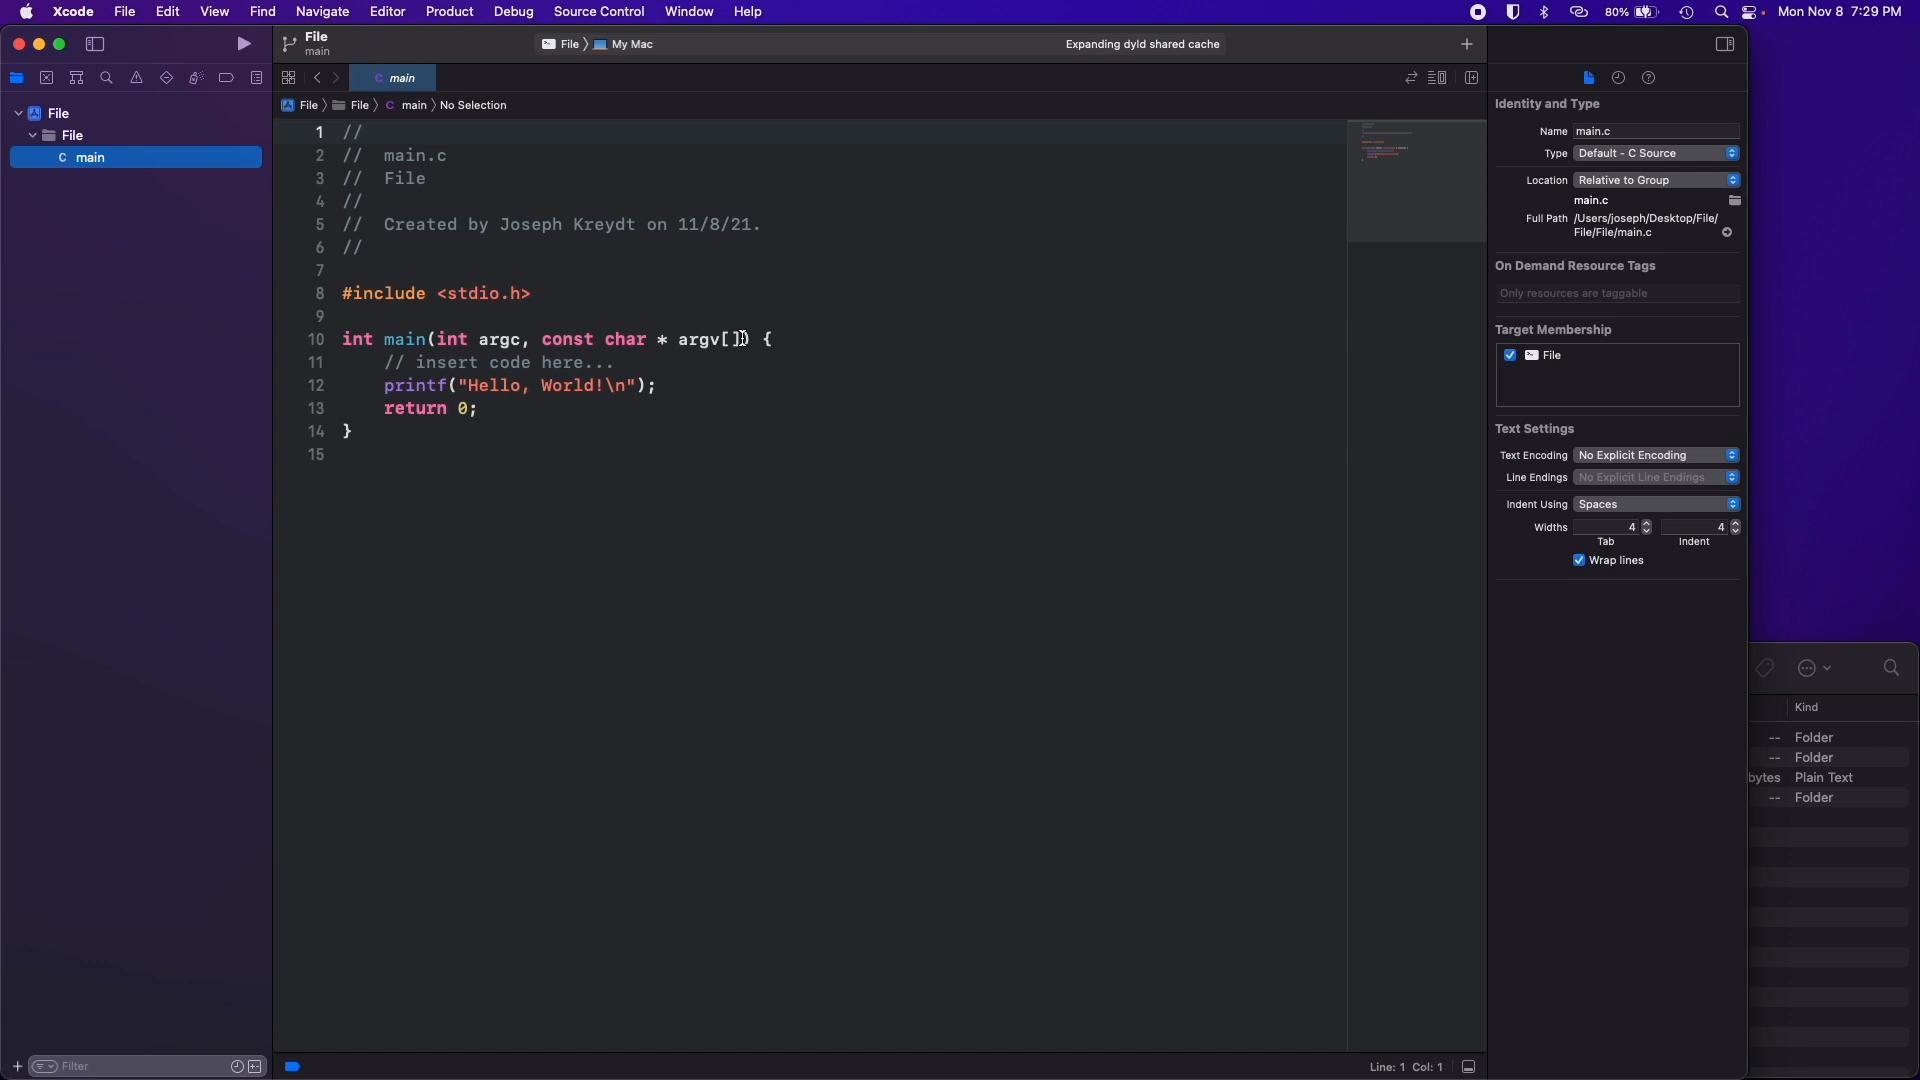 Xcode File Edit View Find Navigate Editor Product Debug Source Control Window Help 80% Mon Nov 8 7:29 PM
File
main
File 〉 My Mac Expanding dyld shared cache
C main
File 〉 File 〉 C main 〉 No Selection
File
File
C main
1 //
2 // main.c
3 // File
4 //
5 // Created by Joseph Kreydt on 11/8/21.
6 //
7
8 #include <stdio.h>
9
10 int main(int argc, const char * argv[]) {
11 // insert code here...
12 printf("Hello, World!\n");
13 return 0;
14 }
15
Identity and Type
Name main.c
Type Default - C Source
Location Relative to Group
main.c
Full Path /Users/joseph/Desktop/File/
File/File/main.c
On Demand Resource Tags
Only resources are taggable
Target Membership
File
Text Settings
Text Encoding No Explicit Encoding
Line Endings No Explicit Line Endings
Indent Using Spaces
Widths 4 4
Tab Indent
Wrap lines
Kind
-- Folder
-- Folder
bytes Plain Text
-- Folder
Filter
Line: 1 Col: 1